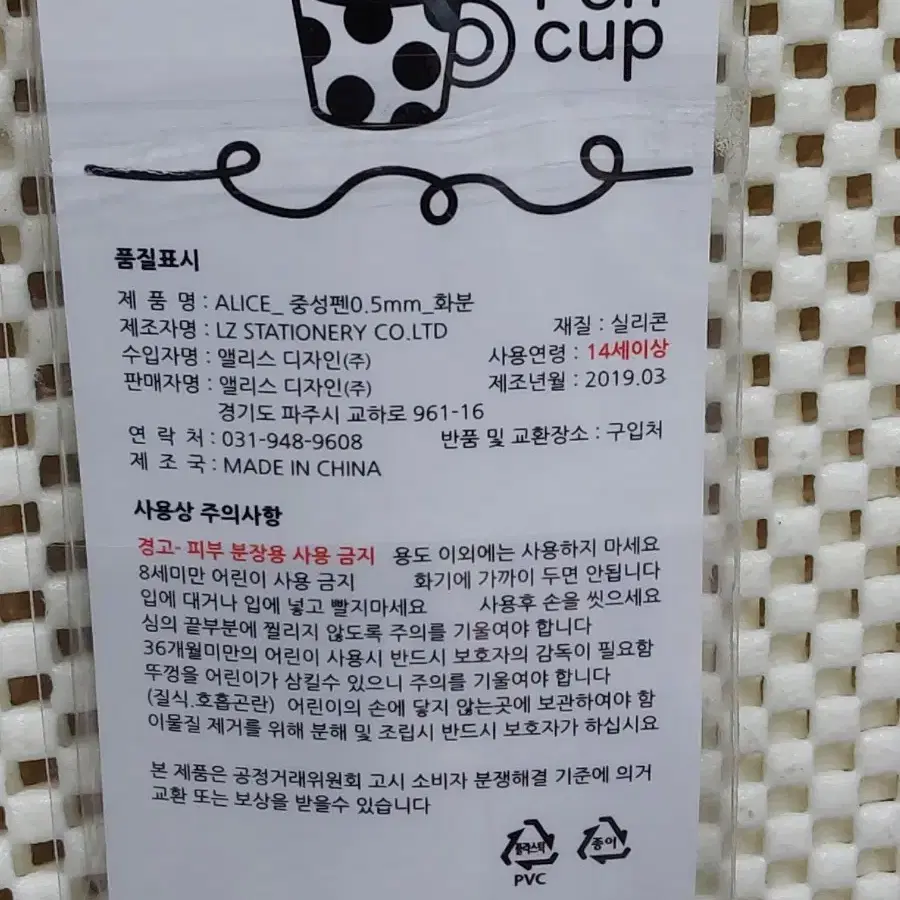 cup
품질표시
제 품 명 : ALICE_ 중성펜0.5mm_화분
제조자명 : LZ STATIONERY CO.LTD 재질 : 실리콘
수입자명 : 앨리스 디자인(주) 사용연령 : 14세이상
판매자명 : 앨리스 디자인(주) 제조년월 : 2019.03
경기도 파주시 교하로 961-16
연 락 처 : 031-948-9608 반품 및 교환장소 : 구입처
제 조 국 : MADE IN CHINA
사용상 주의사항
경고- 피부 분장용 사용 금지 용도 이외에는 사용하지 마세요
8세미만 어린이 사용 금지 화기에 가까이 두면 안됩니다
입에 대거나 입에 넣고 빨지마세요 사용후 손을 씻으세요
심의 끝부분에 찔리지 않도록 주의를 기울여야 합니다
36개월미만의 어린이 사용시 반드시 보호자의 감독이 필요함
뚜껑을 어린이가 삼킬수 있으니 주의를 기울여야 합니다
(질식.호흡곤란) 어린이의 손에 닿지 않는곳에 보관하여야 함
이물질 제거를 위해 분해 및 조립시 반드시 보호자가 하십시요
본 제품은 공정거래위원회 고시 소비자 분쟁해결 기준에 의거
교환 또는 보상을 받을수 있습니다
플라스틱 종이
PVC